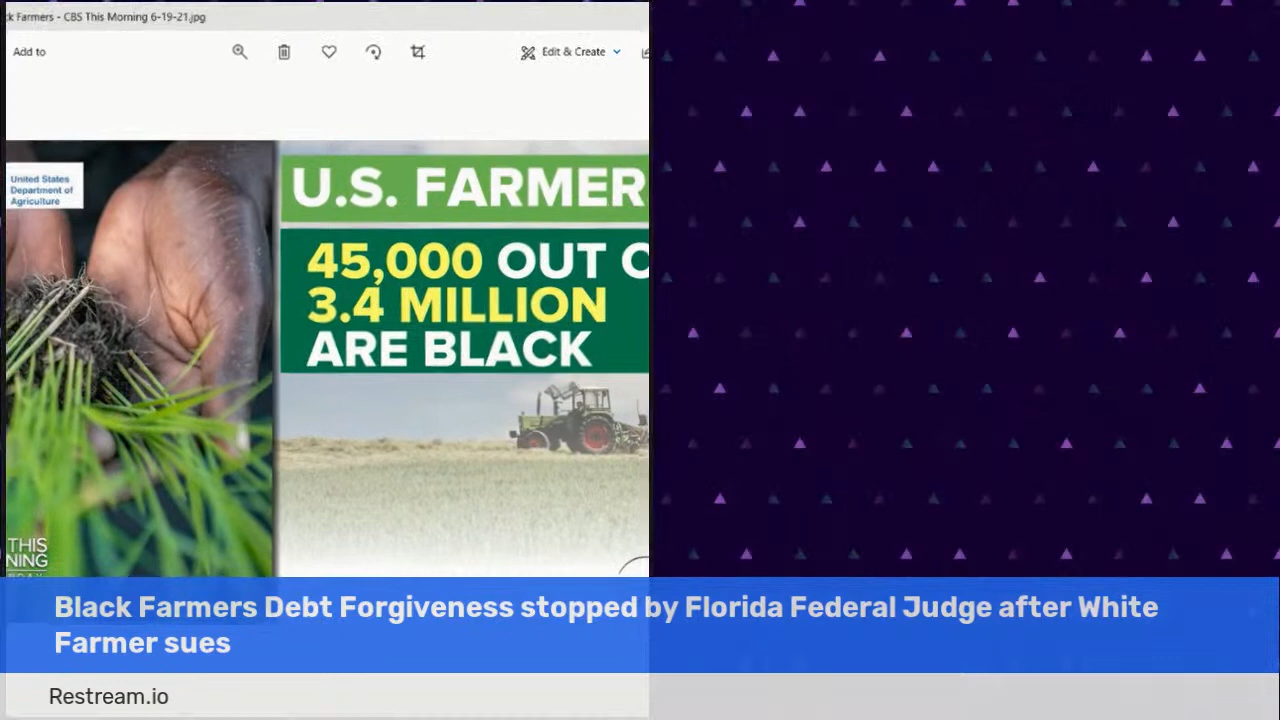 ck Farmers - CBS This Morning 6-19-21.jpg
Add to
Edit & Create
United States
Department of
Agriculture
U.S. FARMER
45,000 OUT O
3.4 MILLION
ARE BLACK
THIS
NING
Black Farmers Debt Forgiveness stopped by Florida Federal Judge after White
Farmer sues
Restream.io